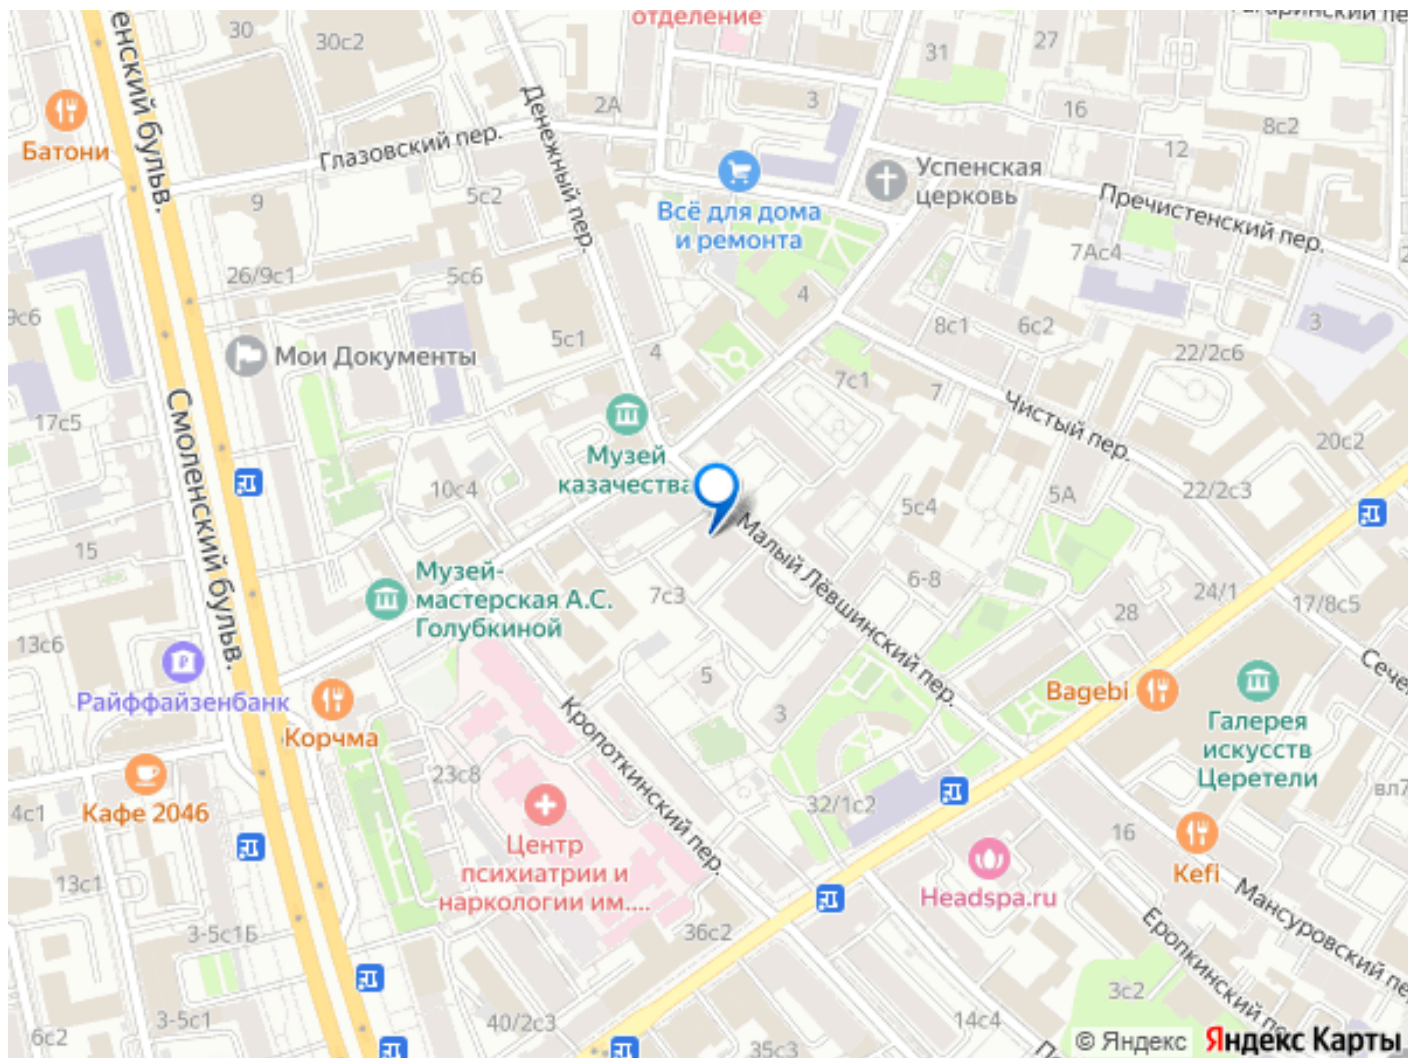 отделение
30
30с2
31
27
Батони
2А
3
16
8с2
12
Глазовский пер.
Денежный пер.
Успенская
церковь
Пречистенский пер.
Всё для дома
и ремонта
9
5с2
26/9с1
5с6
7Ас4
4
3
5с1
8с1
6с2
22/2с6
Мои Документы
4
7с1
7
Чистый пер.
17с5
Смоленский бульв.
Музей
казачества
20с2
10с4
5А
22/2с3
5с4
15
Малый Лёвшинский пер.
6-8
Музей-
мастерская А.С.
Голубкиной
7с3
24/1
28
17/8с5
13с6
Райффайзенбанк
5
3
Корчма
Кропоткинский пер.
Bagebi
Галерея
искусств
Церетели
23с8
Кафе 2046
4с1
32/1с2
16
вл7
Центр
психиатрии и
наркологии им....
Headspa.ru
Kefi
13с1
Мансуровский пе
Еропкинский
3-5с1Б
36с2
3с2
3-5с1
6с2
40/2с3
35с3
14с4
© Яндекс Яндекс Карты